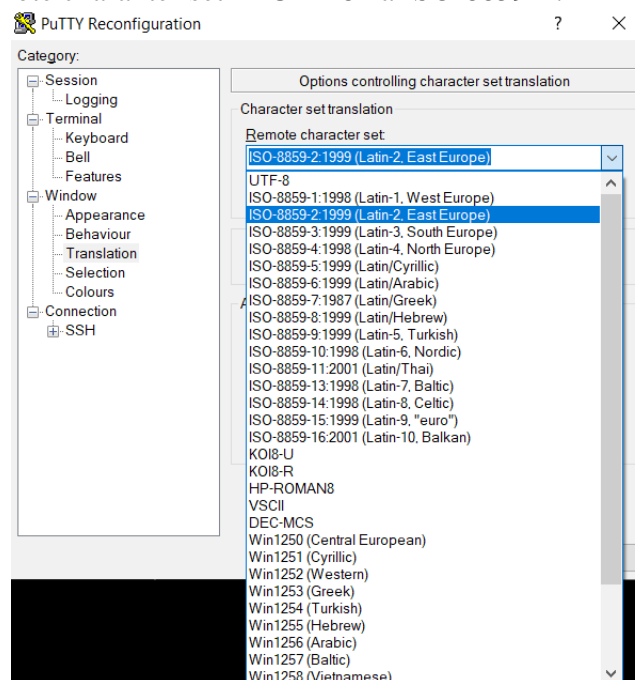 PuTTY Reconfiguration ? ×
Category:
Session
Logging
Terminal
Keyboard
Bell
Features
Window
Appearance
Behaviour
Translation
Selection
Colours
Connection
SSH
Options controlling character set translation
Character set translation
Remote character set:
ISO-8859-2:1999 (Latin-2, East Europe)
UTF-8
ISO-8859-1:1998 (Latin-1, West Europe)
ISO-8859-2:1999 (Latin-2, East Europe)
ISO-8859-3:1999 (Latin-3, South Europe)
ISO-8859-4:1998 (Latin-4, North Europe)
ISO-8859-5:1999 (Latin/Cyrillic)
ISO-8859-6:1999 (Latin/Arabic)
ISO-8859-7:1987 (Latin/Greek)
ISO-8859-8:1999 (Latin/Hebrew)
ISO-8859-9:1999 (Latin-5, Turkish)
ISO-8859-10:1998 (Latin-6, Nordic)
ISO-8859-11:2001 (Latin/Thai)
ISO-8859-13:1998 (Latin-7, Baltic)
ISO-8859-14:1998 (Latin-8, Celtic)
ISO-8859-15:1999 (Latin-9, "euro")
ISO-8859-16:2001 (Latin-10, Balkan)
KOI8-U
KOI8-R
HP-ROMAN8
VSCII
DEC-MCS
Win1250 (Central European)
Win1251 (Cyrillic)
Win1252 (Western)
Win1253 (Greek)
Win1254 (Turkish)
Win1255 (Hebrew)
Win1256 (Arabic)
Win1257 (Baltic)
Win1258 (Vietnamese)